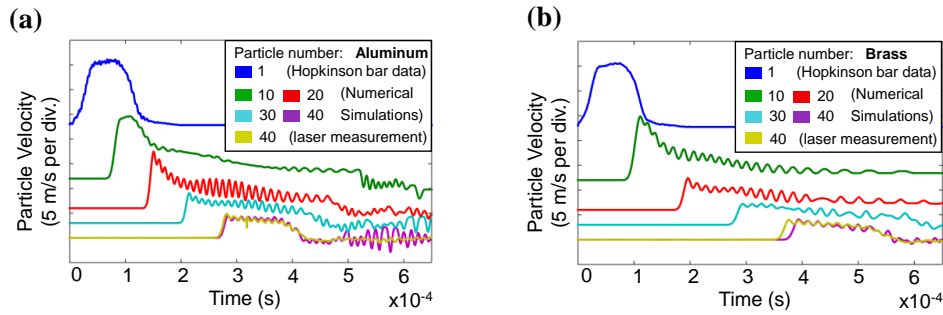 (a)
Particle number: Aluminum
1 (Hopkinson bar data)
10 20 (Numerical
30 40 Simulations)
40 (laser measurement)
Particle Velocity
(5 m/s per div.)
0 1 2 3 4 5 6
Time (s) x10-4
(b)
Particle number: Brass
1 (Hopkinson bar data)
10 20 (Numerical
30 40 Simulations)
40 (laser measurement)
Particle Velocity
(5 m/s per div.)
0 1 2 3 4 5 6
Time (s) x10-4